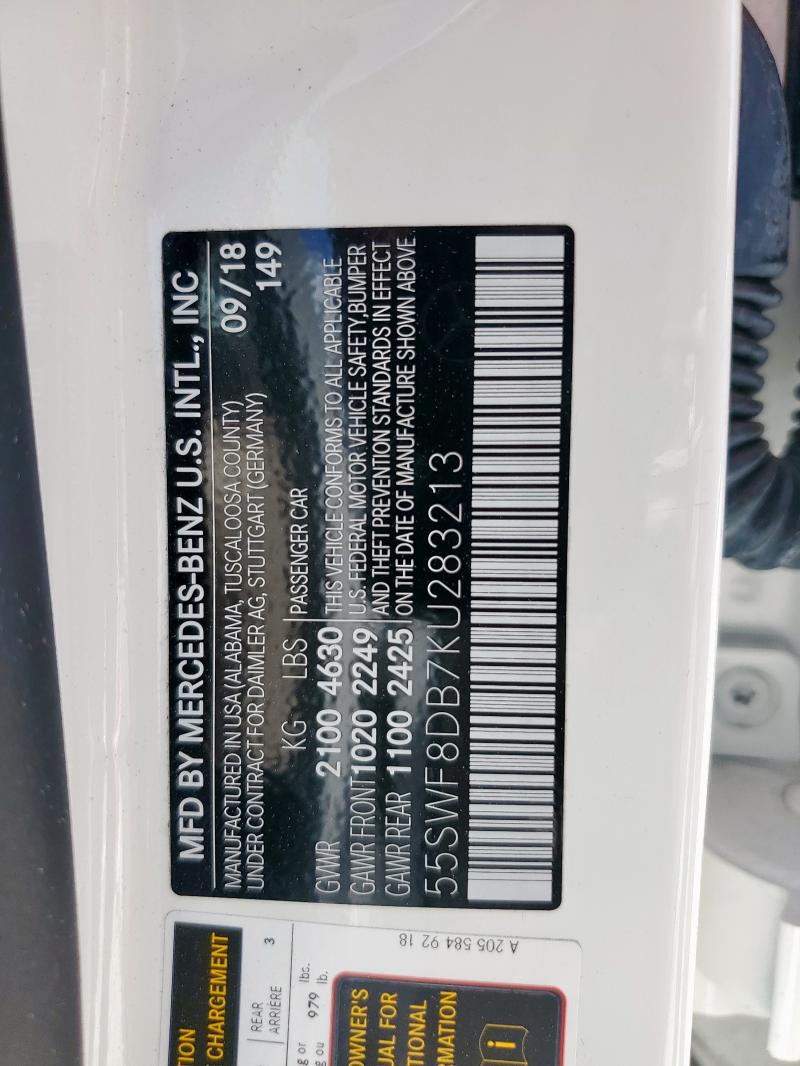 MFD BY MERCEDES-BENZ U.S. INTL., INC
MANUFACTURED IN USA (ALABAMA, TUSCALOOSA COUNTY) 09/18
UNDER CONTRACT FOR DAIMLER AG, STUTTGART (GERMANY) 149
KG LBS PASSENGER CAR
GVWR 2100 4630 THIS VEHICLE CONFORMS TO ALL APPLICABLE
GAWR FRONT 1020 2249 U.S. FEDERAL MOTOR VEHICLE SAFETY, BUMPER
GAWR REAR 1100 2425 AND THEFT PREVENTION STANDARDS IN EFFECT
ON THE DATE OF MANUFACTURE SHOWN ABOVE.
55SWF8DB7KU283213
TION
CHARGEMENT
REAR
ARRIÈRE 3
g or 979 lbs.
g ou lb.
OWNER'S
UAL FOR
TIONAL
RMATION
i
A 205 584 92 18